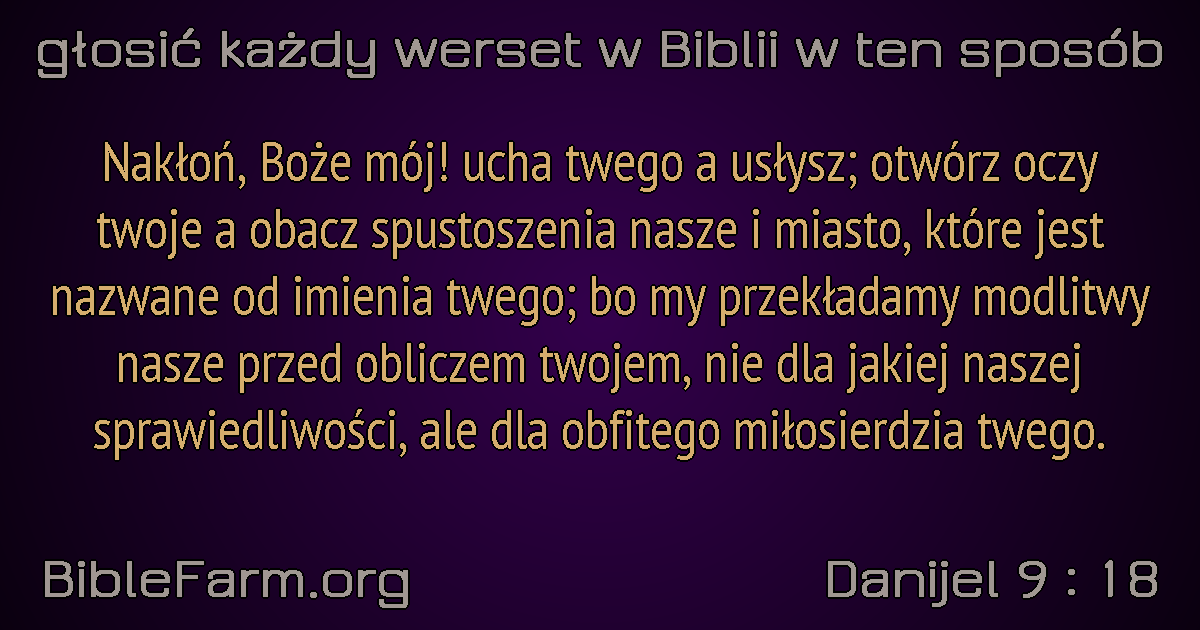 głosić każdy werset w Biblii w ten sposób
Nakłoń, Boże mój! ucha twego a usłysz; otwórz oczy
twoje a obacz spustoszenia nasze i miasto, które jest
nazwane od imienia twego; bo my przekładamy modlitwy
nasze przed obliczem twojem, nie dla jakiej naszej
sprawiedliwości, ale dla obfitego miłosierdzia twego.
BibleFarm.org
Danijel 9 : 18